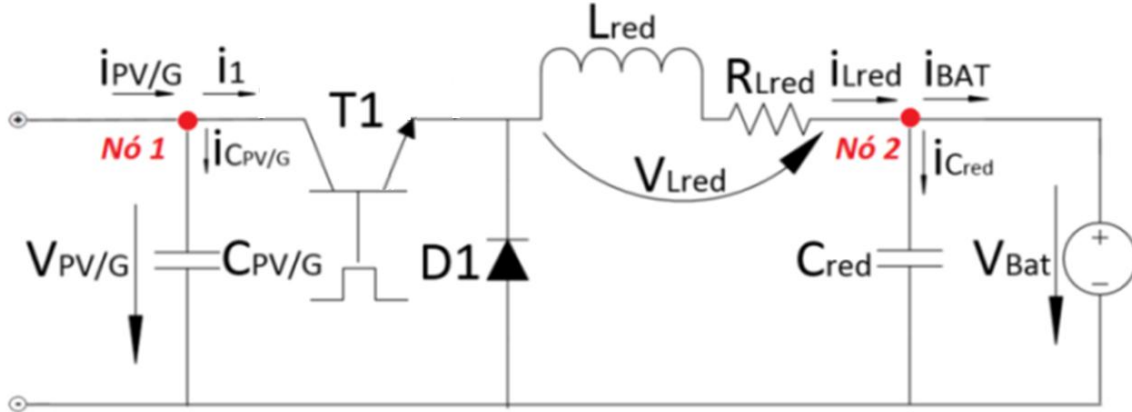 Lred
iPV/G
i1
RLred
iLred
iBAT
T1
Nó 1
iCPV/G
Nó 2
VLred
iCred
VPV/G
CPV/G
D1
Cred
VBat
+
−